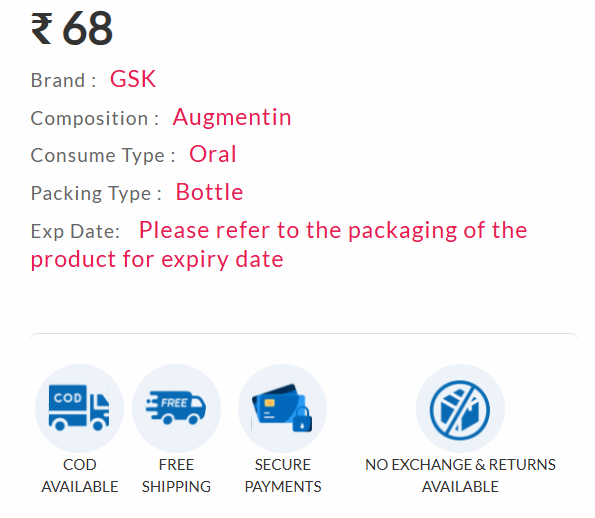 ₹ 68
Brand : GSK
Composition : Augmentin
Consume Type : Oral
Packing Type : Bottle
Exp Date: Please refer to the packaging of the
product for expiry date
COD
FREE
COD
AVAILABLE
FREE
SHIPPING
SECURE
PAYMENTS
NO EXCHANGE & RETURNS
AVAILABLE